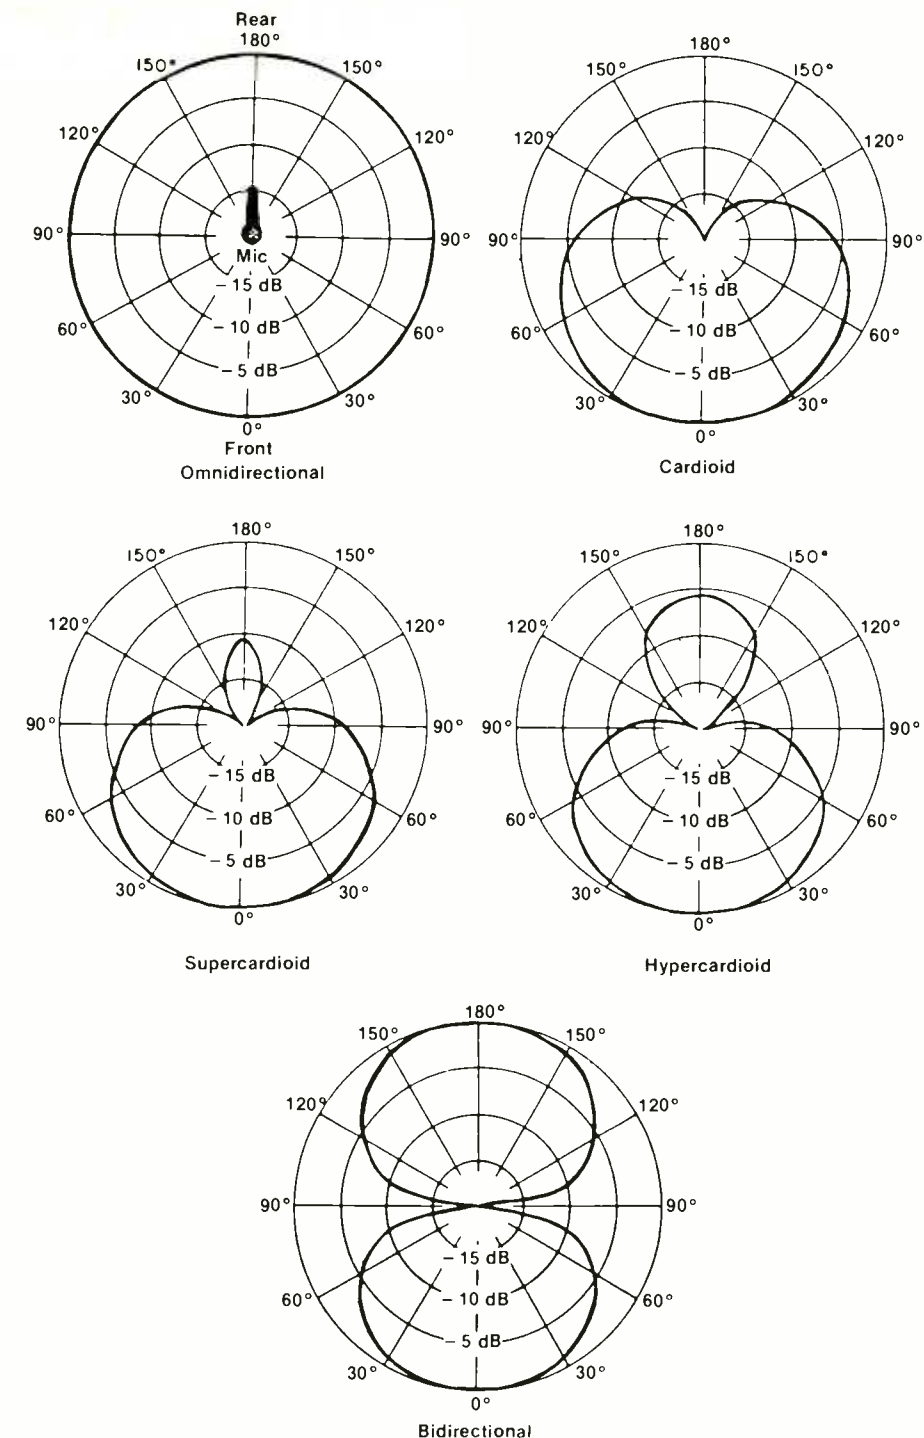 Rear
180°
150° 150°
120° 120°
90° 90°
Mic
– 15 dB
60° – 10 dB 60°
– 5 dB
30° 30°
0°
Front
Omnidirectional
180°
150° 150°
120° 120°
90° 90°
– 15 dB
60° – 10 dB 60°
– 5 dB
30° 30°
0°
Cardioid
180°
150° 150°
120° 120°
90° 90°
– 15 dB
60° – 10 dB 60°
– 5 dB
30° 30°
0°
Supercardioid
180°
150° 150°
120° 120°
90° 90°
– 15 dB
60° – 10 dB 60°
– 5 dB
30° 30°
0°
Hypercardioid
180°
150° 150°
120° 120°
90° 90°
– 15 dB
60° – 10 dB 60°
– 5 dB
30° 30°
0°
Bidirectional